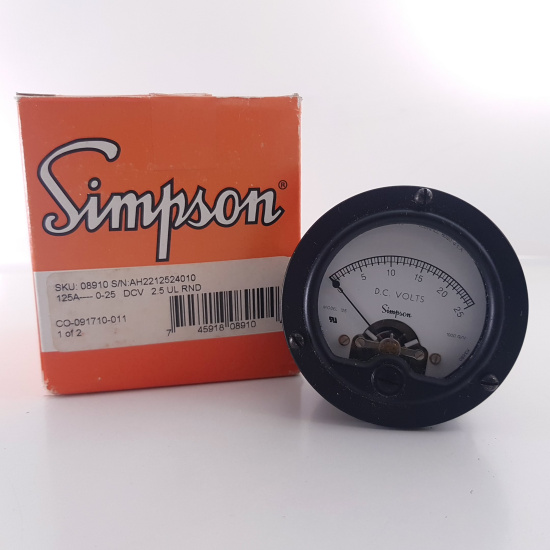 Simpson®
SKU: 08910 S/N:AH2212524010
125A---- 0-25 DCV 2.5 UL RND
CO-091710-011
1 of 2
7 45918 08910
0 5 10 15 20 25
D.C. VOLTS
Simpson